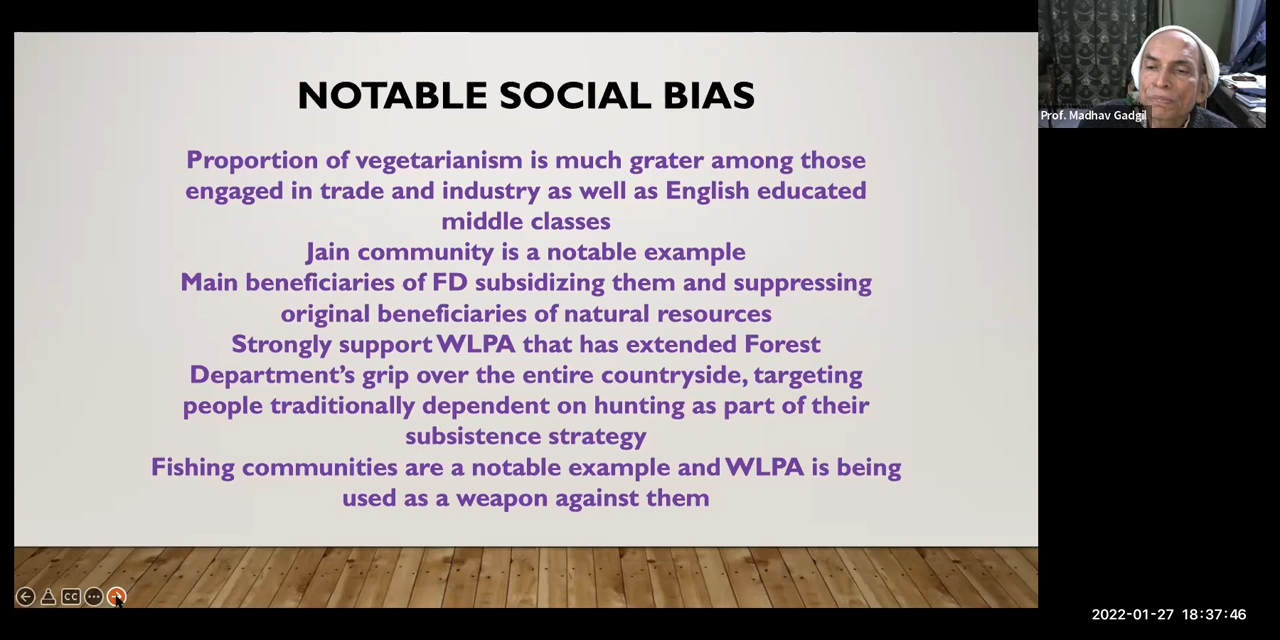 NOTABLE SOCIAL BIAS
Proportion of vegetarianism is much grater among those
engaged in trade and industry as well as English educated
middle classes
Jain community is a notable example
Main beneficiaries of FD subsidizing them and suppressing
original beneficiaries of natural resources
Strongly support WLPA that has extended Forest
Department's grip over the entire countryside, targeting
people traditionally dependent on hunting as part of their
subsistence strategy
Fishing communities are a notable example and WLPA is being
used as a weapon against them
Prof. Madhav Gadgil
CC
2022-01-27 18:37:46